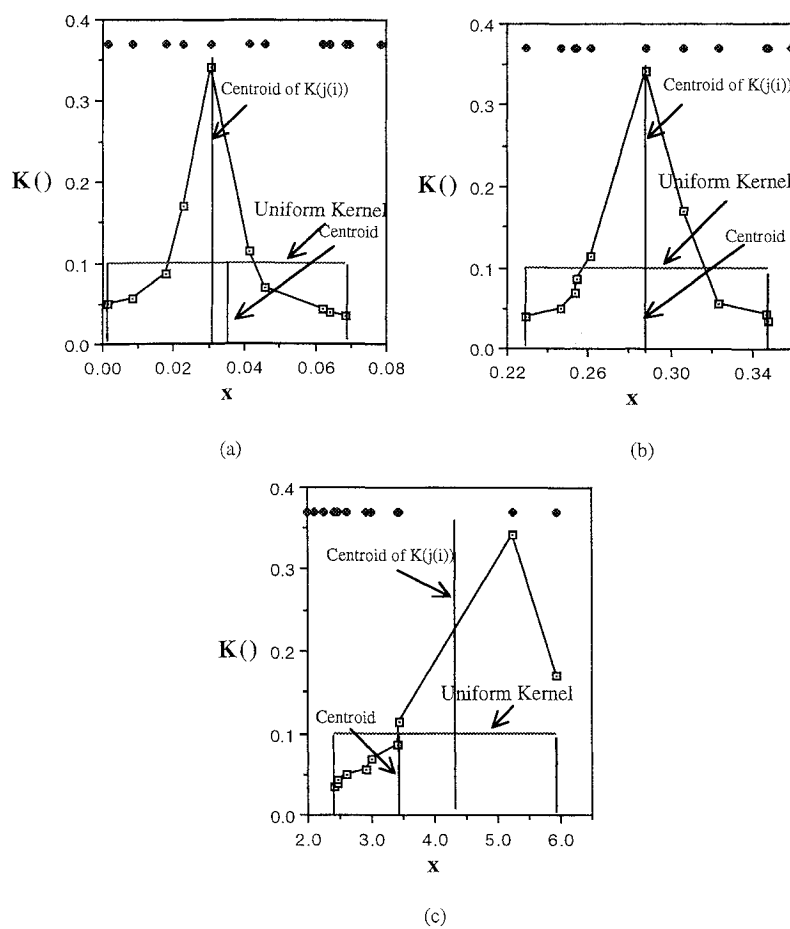 0.4
0.3
0.2
0.1
0.0
K()
Centroid of K(j(i))
Uniform Kernel
Centroid
0.00 0.02 0.04 0.06 0.08
x
(a)
0.4
0.3
0.2
0.1
0.0
K()
Centroid of K(j(i))
Uniform Kernel
Centroid
0.22 0.26 0.30 0.34
x
(b)
0.4
0.3
0.2
0.1
0.0
K()
Centroid of K(j(i))
Uniform Kernel
Centroid
2.0 3.0 4.0 5.0 6.0
x
(c)